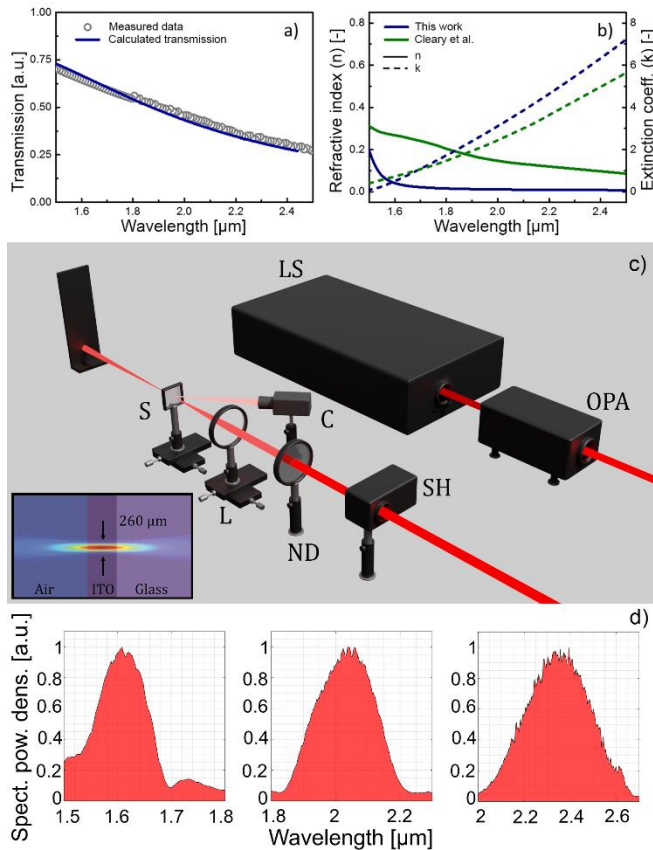 a)
Measured data
Calculated transmission
Transmission [a.u.]
1.00
0.75
0.50
0.25
0.00
1.6 1.8 2.0 2.2 2.4
Wavelength [µm]
b)
This work
Cleary et al.
n
k
Refractive index (n) [-]
0.8
0.6
0.4
0.2
0.0
Extinction coeff. (k) [-]
8
6
4
2
0
1.6 1.8 2.0 2.2 2.4
Wavelength [µm]
c)
LS
OPA
S
C
L
ND
SH
260 µm
Air ITO Glass
d)
Spect. pow. dens. [a.u.]
1
0.8
0.6
0.4
0.2
0
1.5 1.6 1.7 1.8
1
0.8
0.6
0.4
0.2
0
1.8 2 2.2
1
0.8
0.6
0.4
0.2
0
2 2.2 2.4 2.6
Wavelength [µm]